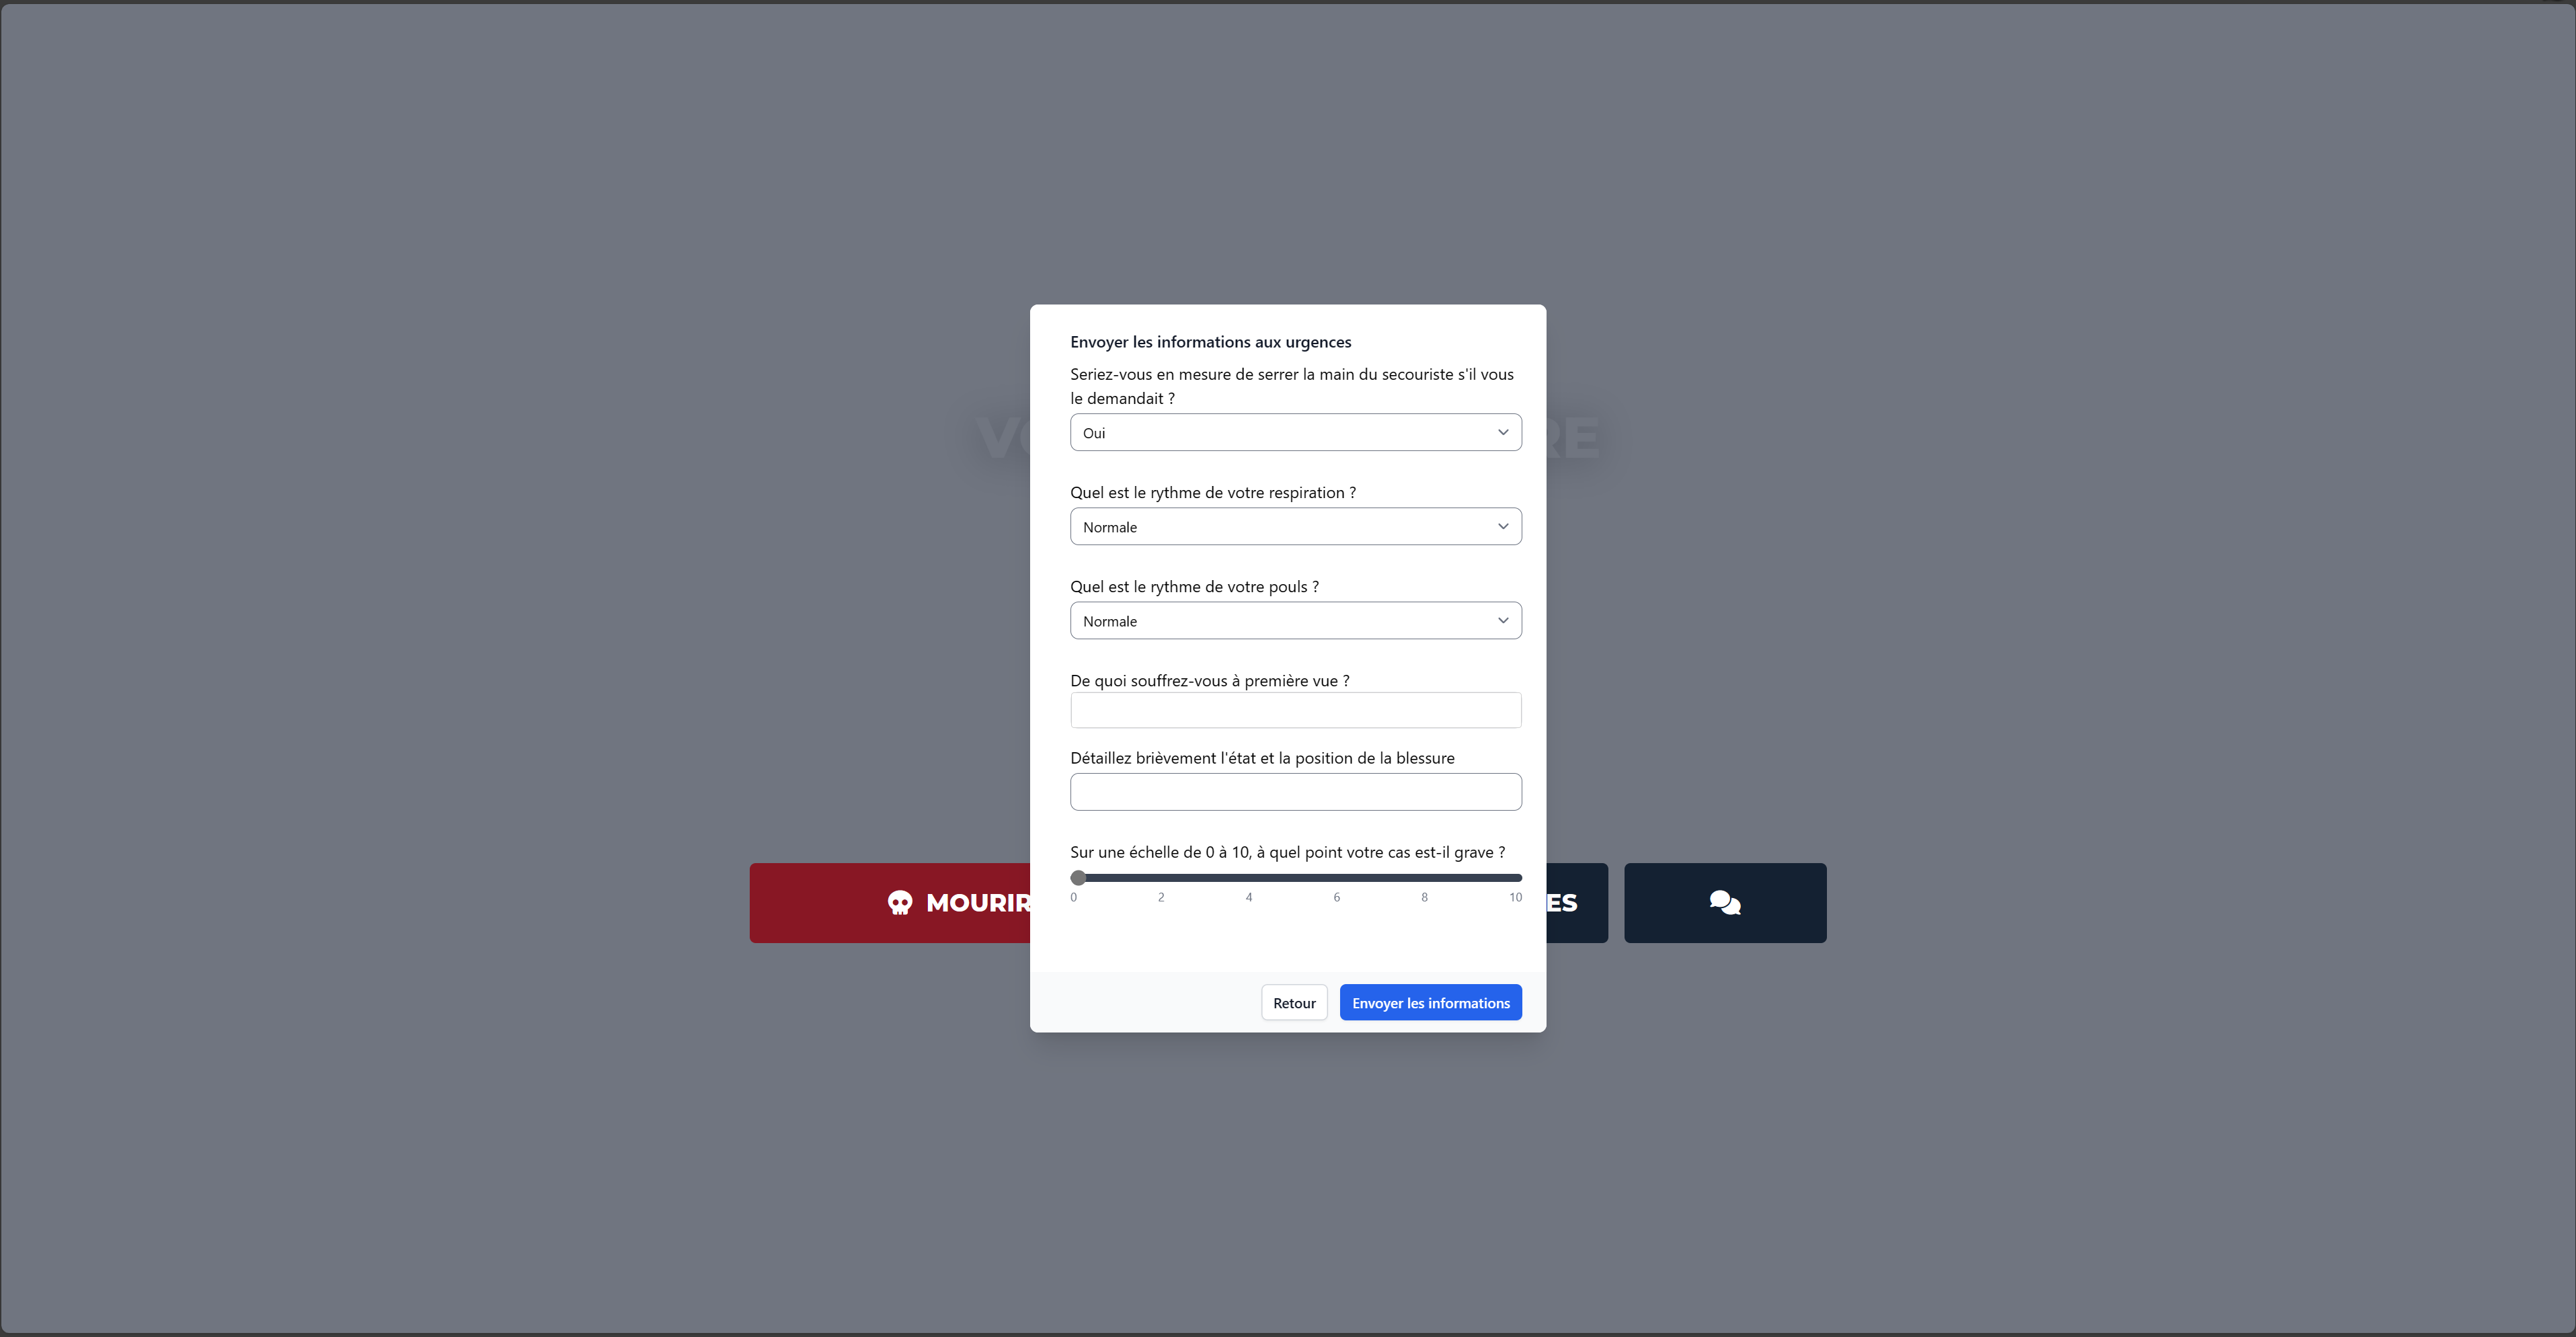 Envoyer les informations aux urgences
Seriez-vous en mesure de serrer la main du secouriste s'il vous
le demandait ?
Oui
Quel est le rythme de votre respiration ?
Normale
Quel est le rythme de votre pouls ?
Normale
De quoi souffrez-vous à première vue ?
Détaillez brièvement l'état et la position de la blessure
Sur une échelle de 0 à 10, à quel point votre cas est-il grave ?
MOURIR
0 2 4 6 8 10
Retour Envoyer les informations